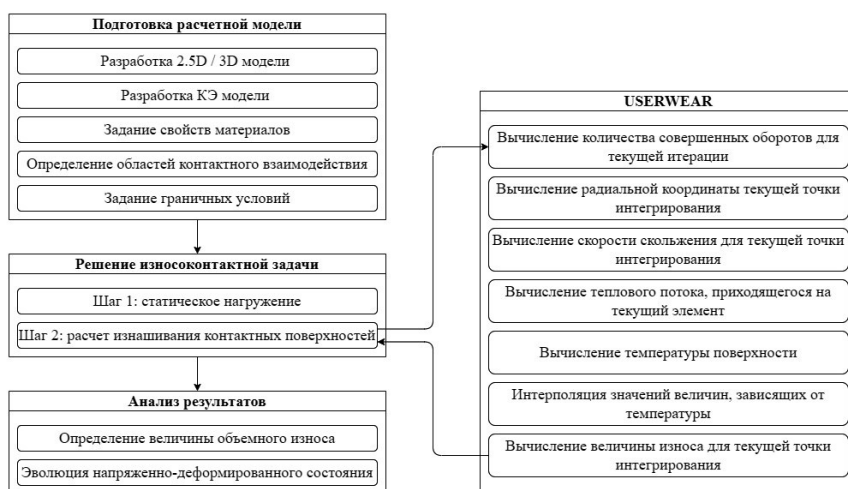 Подготовка расчетной модели
Разработка 2.5D / 3D модели
Разработка КЭ модели
Задание свойств материалов
Определение областей контактного взаимодействия
Задание граничных условий
Решение износоконтактной задачи
Шаг 1: статическое нагружение
Шаг 2: расчет изнашивания контактных поверхностей
Анализ результатов
Определение величины объемного износа
Эволюция напряженно-деформированного состояния
USERWEAR
Вычисление количества совершенных оборотов для
текущей итерации
Вычисление радиальной координаты текущей точки
интегрирования
Вычисление скорости скольжения для текущей точки
интегрирования
Вычисление теплового потока, приходящегося на
текущий элемент
Вычисление температуры поверхности
Интерполяция значений величин, зависящих от
температуры
Вычисление величины износа для текущей точки
интегрирования